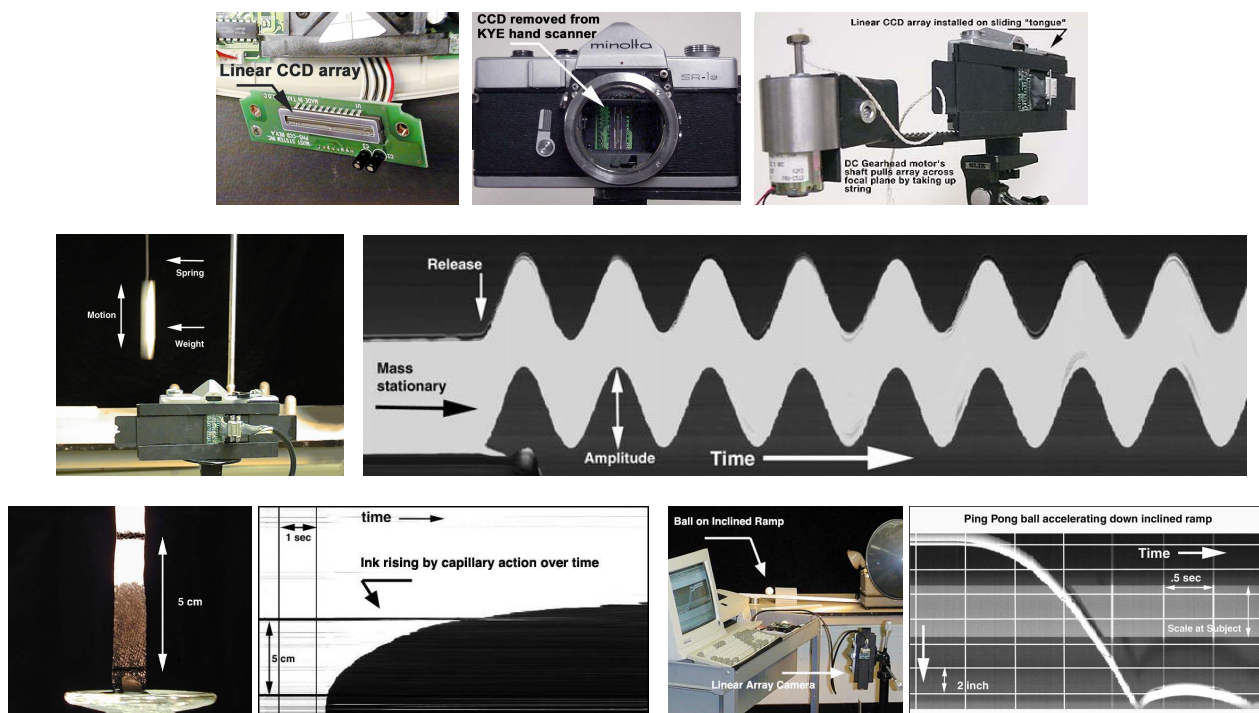 Linear CCD array
CCD removed from
KYE hand scanner
minolta
Linear CCD array installed on sliding "tongue"
DC Gearhead motor's
shaft pulls array across
focal plane by taking up
string
Spring
Motion
Weight
Release
Mass
stationary
Amplitude
Time
5 cm
time
1 sec
Ink rising by capillary action over time
5 cm
Ball on Inclined Ramp
Linear Array Camera
Ping Pong ball accelerating down inclined ramp
Time
.5 sec
Scale at Subject
2 inch